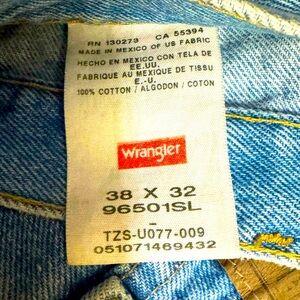 RN 130273 CA 55394
MADE IN MEXICO OF US FABRIC
HECHO EN MEXICO CON TELA DE
EE.UU.
FABRIQUE AU MEXIQUE DE TISSU
E.-U.
100% COTTON / ALGODON / COTON
Wrangler
38 X 32
96501SL
-
TZS-U077-009
051071469432